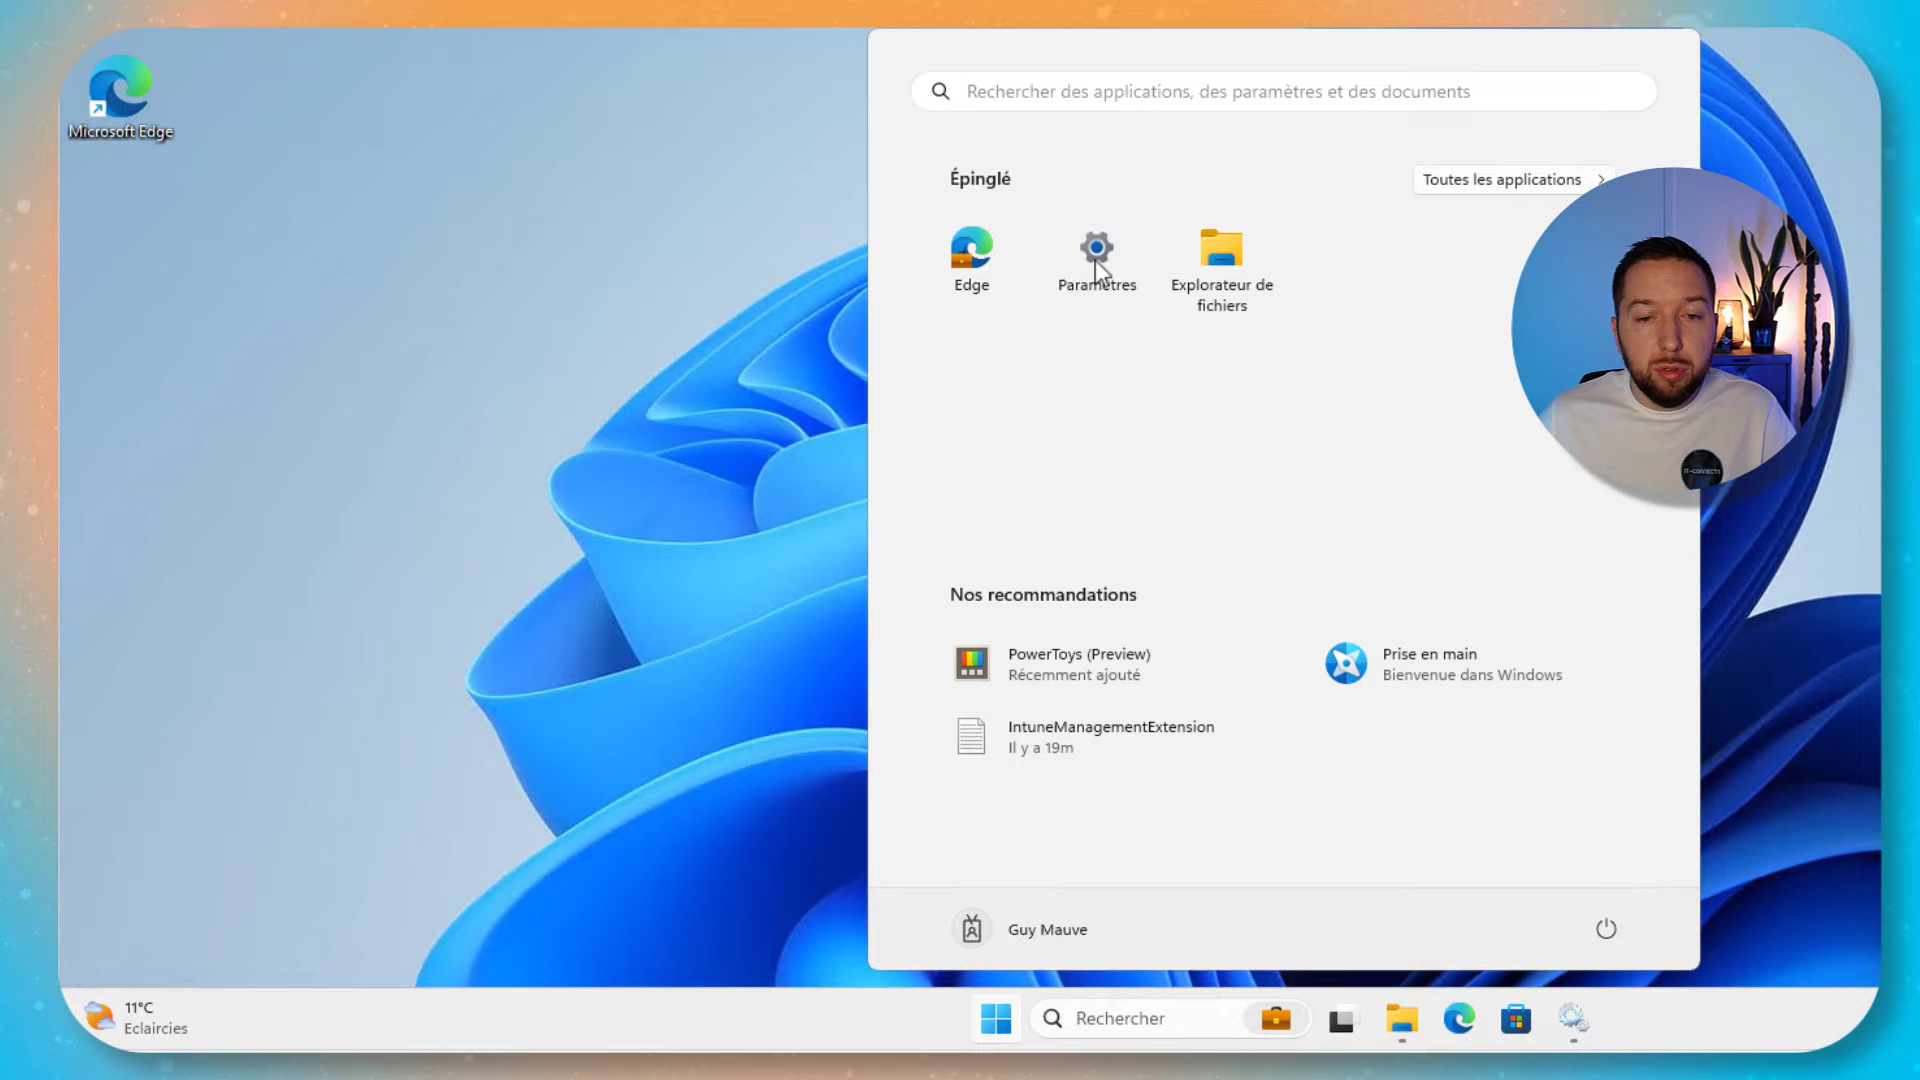 Microsoft Edge
Rechercher des applications, des paramètres et des documents
Épinglé
Toutes les applications
Edge
Paramètres
Explorateur de
fichiers
IT-CONNECT
Nos recommandations
PowerToys (Preview)
Récemment ajouté
Prise en main
Bienvenue dans Windows
IntuneManagementExtension
Il y a 19m
Guy Mauve
11°C
Eclaircies
Rechercher